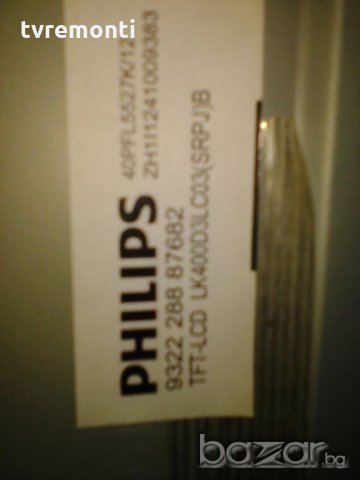 tvremonti
PHILIPS
40PFL5527K/12
ZH1I1241009383
9322 288 87682
TFT-LCD LK400D3LC03(SRPJ)B
bazar.bg